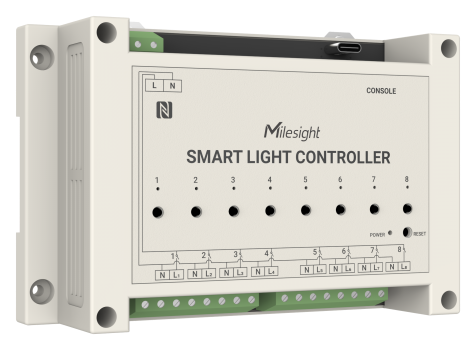 L N
CONSOLE
Milesight
SMART LIGHT CONTROLLER
1 2 3 4 5 6 7 8
POWER RESET
1 2 3 4 5 6 7 8
N L1 N L2 N L3 N L4 N L5 N L6 N L7 N L8